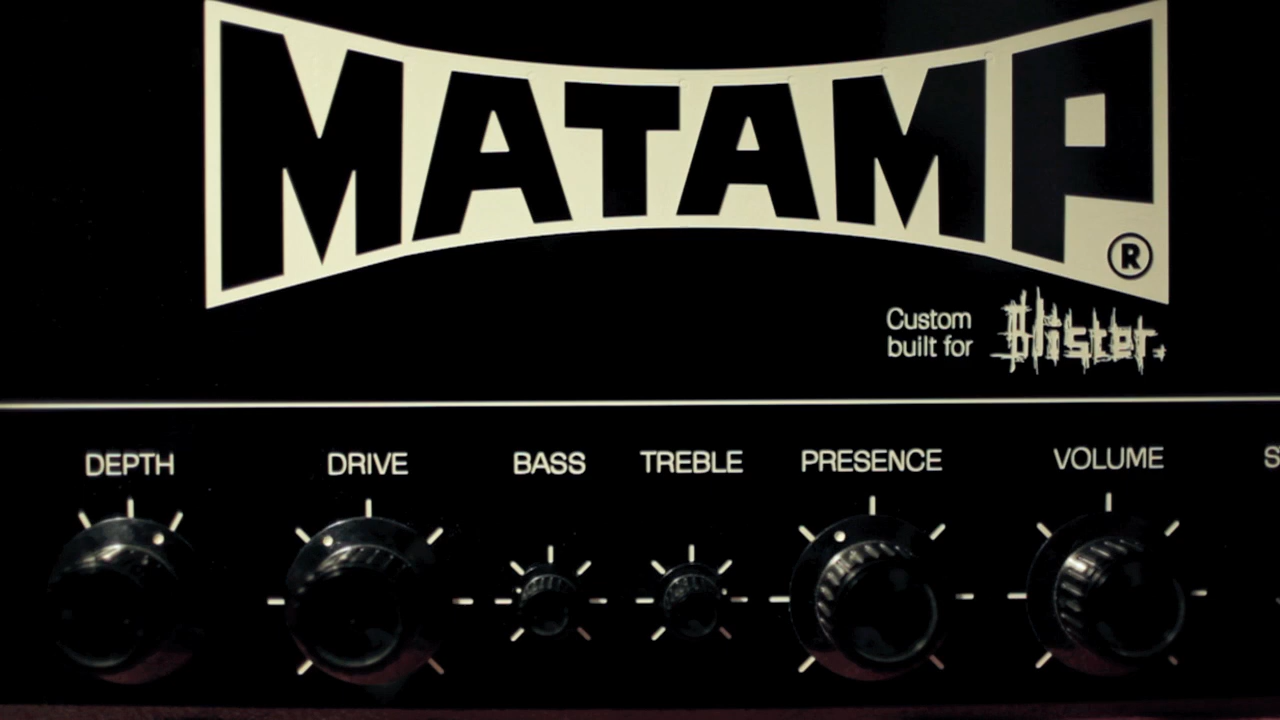 MATAMP®
Custom
built for
Blister.
DEPTH DRIVE BASS TREBLE PRESENCE VOLUME S